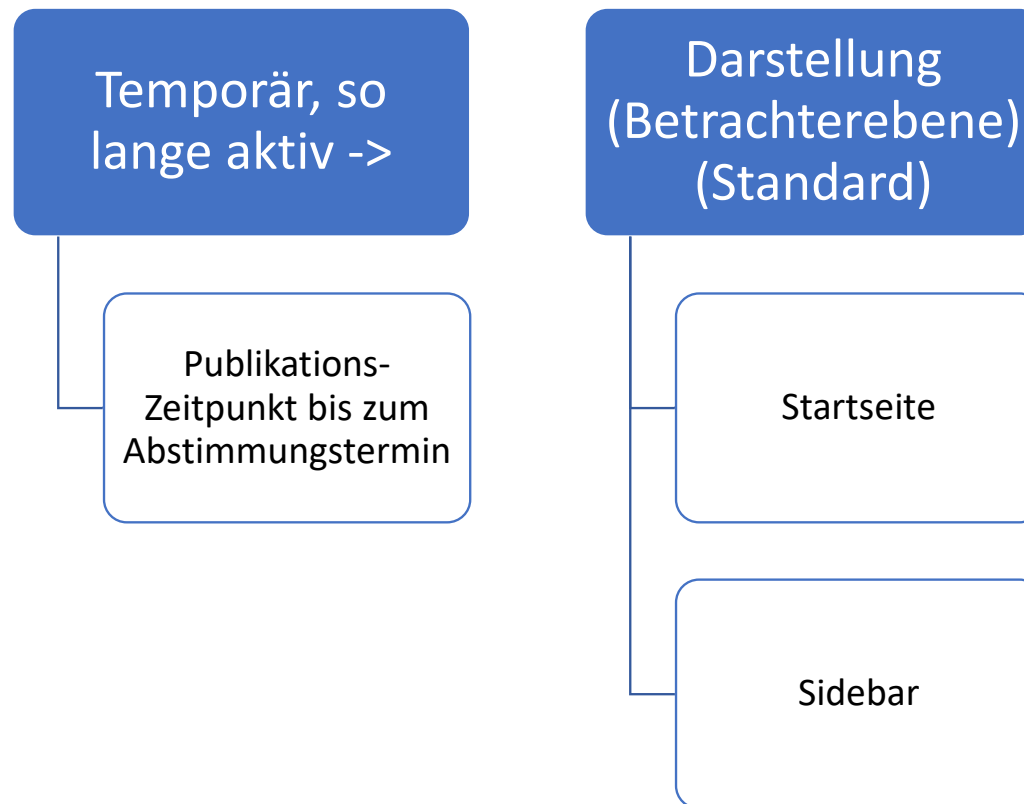 Temporär, so
lange aktiv ->
Publikations-
Zeitpunkt bis zum
Abstimmungstermin
Darstellung
(Betrachterebene)
(Standard)
Startseite
Sidebar